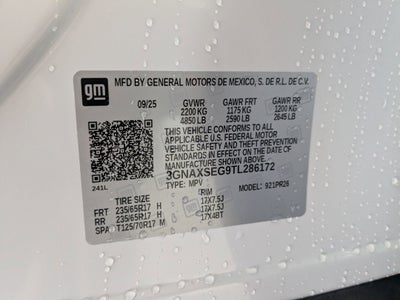 gm MFD BY GENERAL MOTORS DE MEXICO, S. DE R.L. DE C.V.
09/25 GVWR GAWR FRT GAWR RR
2200 KG 1175 KG 1200 KG
4850 LB 2590 LB 2645 LB
THIS VEHICLE CONFORMS TO ALL APPLICABLE
U.S. FEDERAL MOTOR
VEHICLE SAFETY AND THEFT PREVENTION
STANDARDS IN EFFECT ON THE DATE OF
MANUFACTURE SHOWN ABOVE.
3GNAXSEG9TL286172
241L TYPE: MPV MODEL: 921PR26
TIRE SIZE RIM
FRT 235/65R17 H 17X7.5J
RR 235/65R17 H 17X7.5J
SPA T125/70R17 M 17X4BT